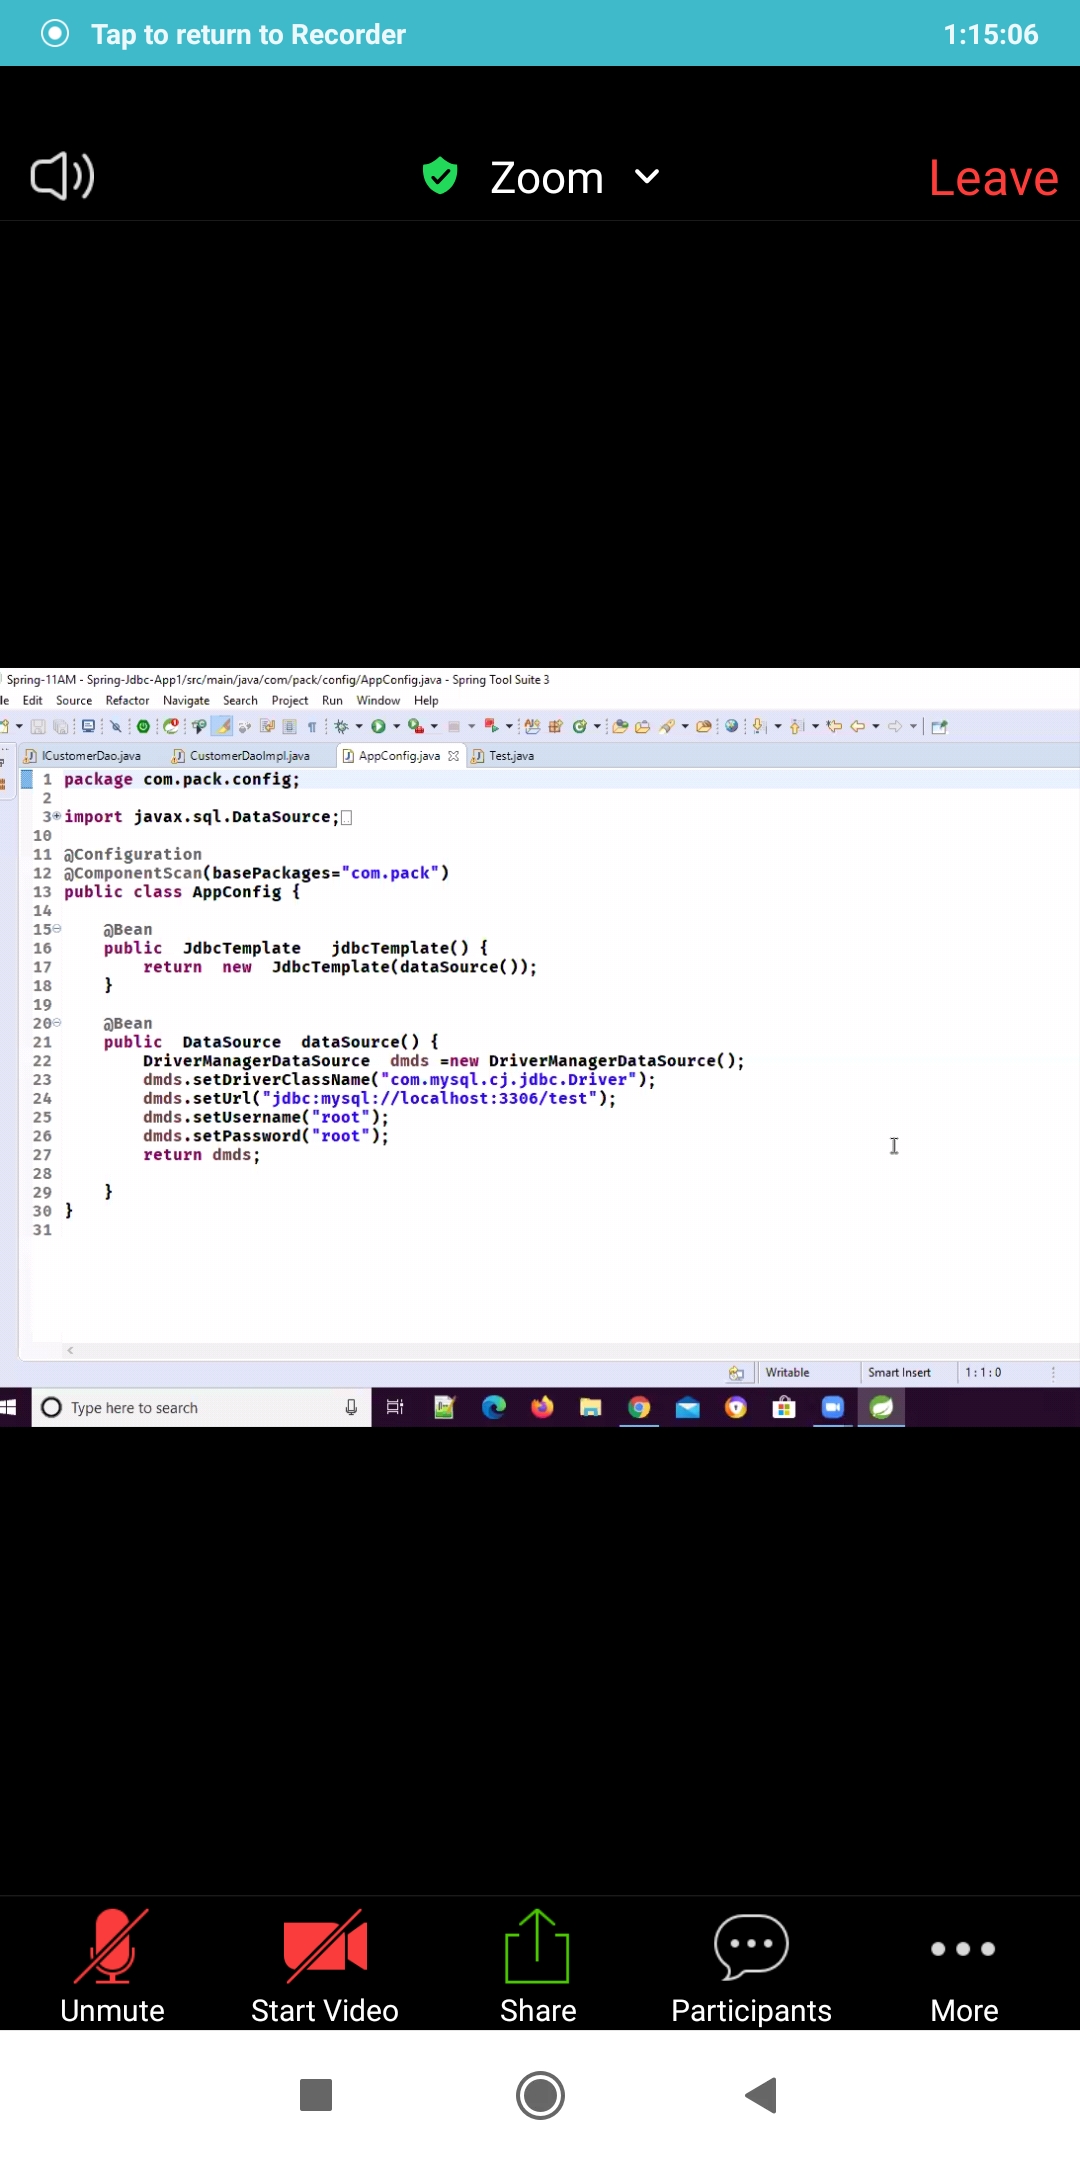 Tap to return to Recorder 1:15:06
Zoom Leave
Spring-11AM - Spring-Jdbc-App1/src/main/java/com/pack/config/AppConfig.java - Spring Tool Suite 3
le Edit Source Refactor Navigate Search Project Run Window Help
ICustomerDao.java CustomerDaoImpl.java AppConfig.java Test.java
1 package com.pack.config;
2
3 import javax.sql.DataSource;
10
11 @Configuration
12 @ComponentScan(basePackages="com.pack")
13 public class AppConfig {
14
15 @Bean
16 public JdbcTemplate jdbcTemplate() {
17 return new JdbcTemplate(dataSource());
18 }
19
20 @Bean
21 public DataSource dataSource() {
22 DriverManagerDataSource dmds =new DriverManagerDataSource();
23 dmds.setDriverClassName("com.mysql.cj.jdbc.Driver");
24 dmds.setUrl("jdbc:mysql://localhost:3306/test");
25 dmds.setUsername("root");
26 dmds.setPassword("root");
27 return dmds;
28
29 }
30 }
31
Writable Smart Insert 1:1:0
Type here to search
Unmute Start Video Share Participants More